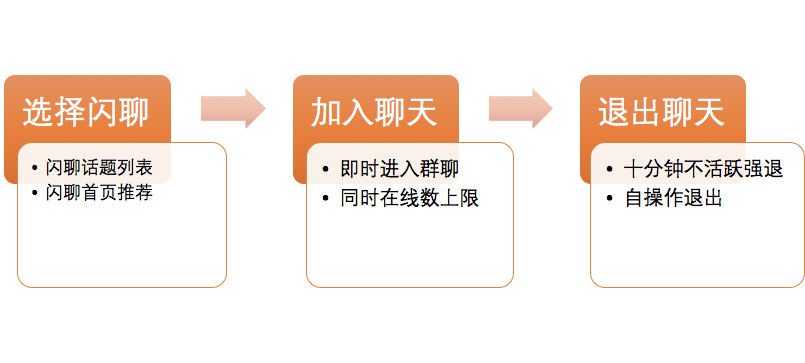 选择闪聊
• 闪聊话题列表
• 闪聊首页推荐
加入聊天
• 即时进入群聊
• 同时在线数上限
退出聊天
• 十分钟不活跃强退
• 自操作退出